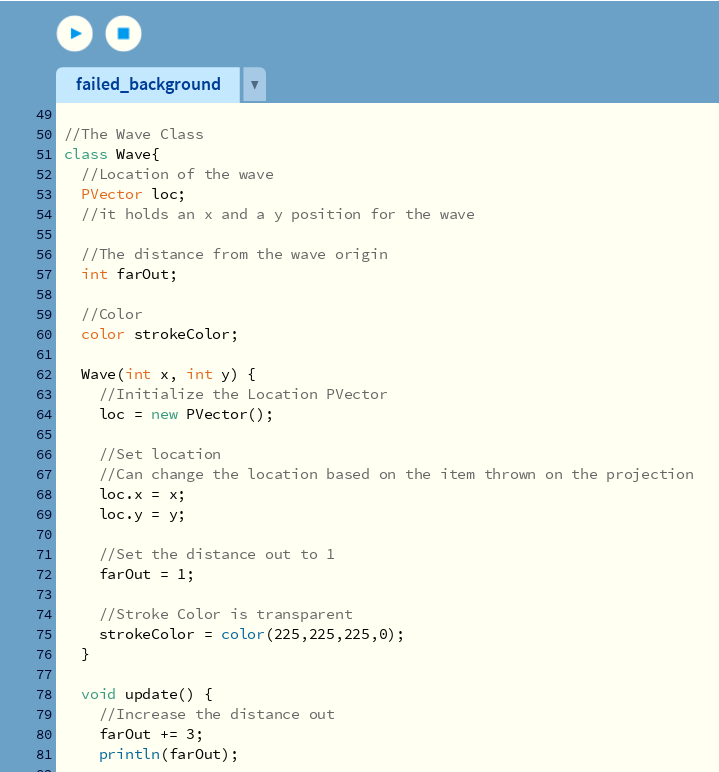 failed_background ▼
49
50 //The Wave Class
51 class Wave{
52 //Location of the wave
53 PVector loc;
54 //it holds an x and a y position for the wave
55
56 //The distance from the wave origin
57 int farOut;
58
59 //Color
60 color strokeColor;
61
62 Wave(int x, int y) {
63 //Initialize the Location PVector
64 loc = new PVector();
65
66 //Set location
67 //Can change the location based on the item thrown on the projection
68 loc.x = x;
69 loc.y = y;
70
71 //Set the distance out to 1
72 farOut = 1;
73
74 //Stroke Color is transparent
75 strokeColor = color(225,225,225,0);
76 }
77
78 void update() {
79 //Increase the distance out
80 farOut += 3;
81 println(farOut);